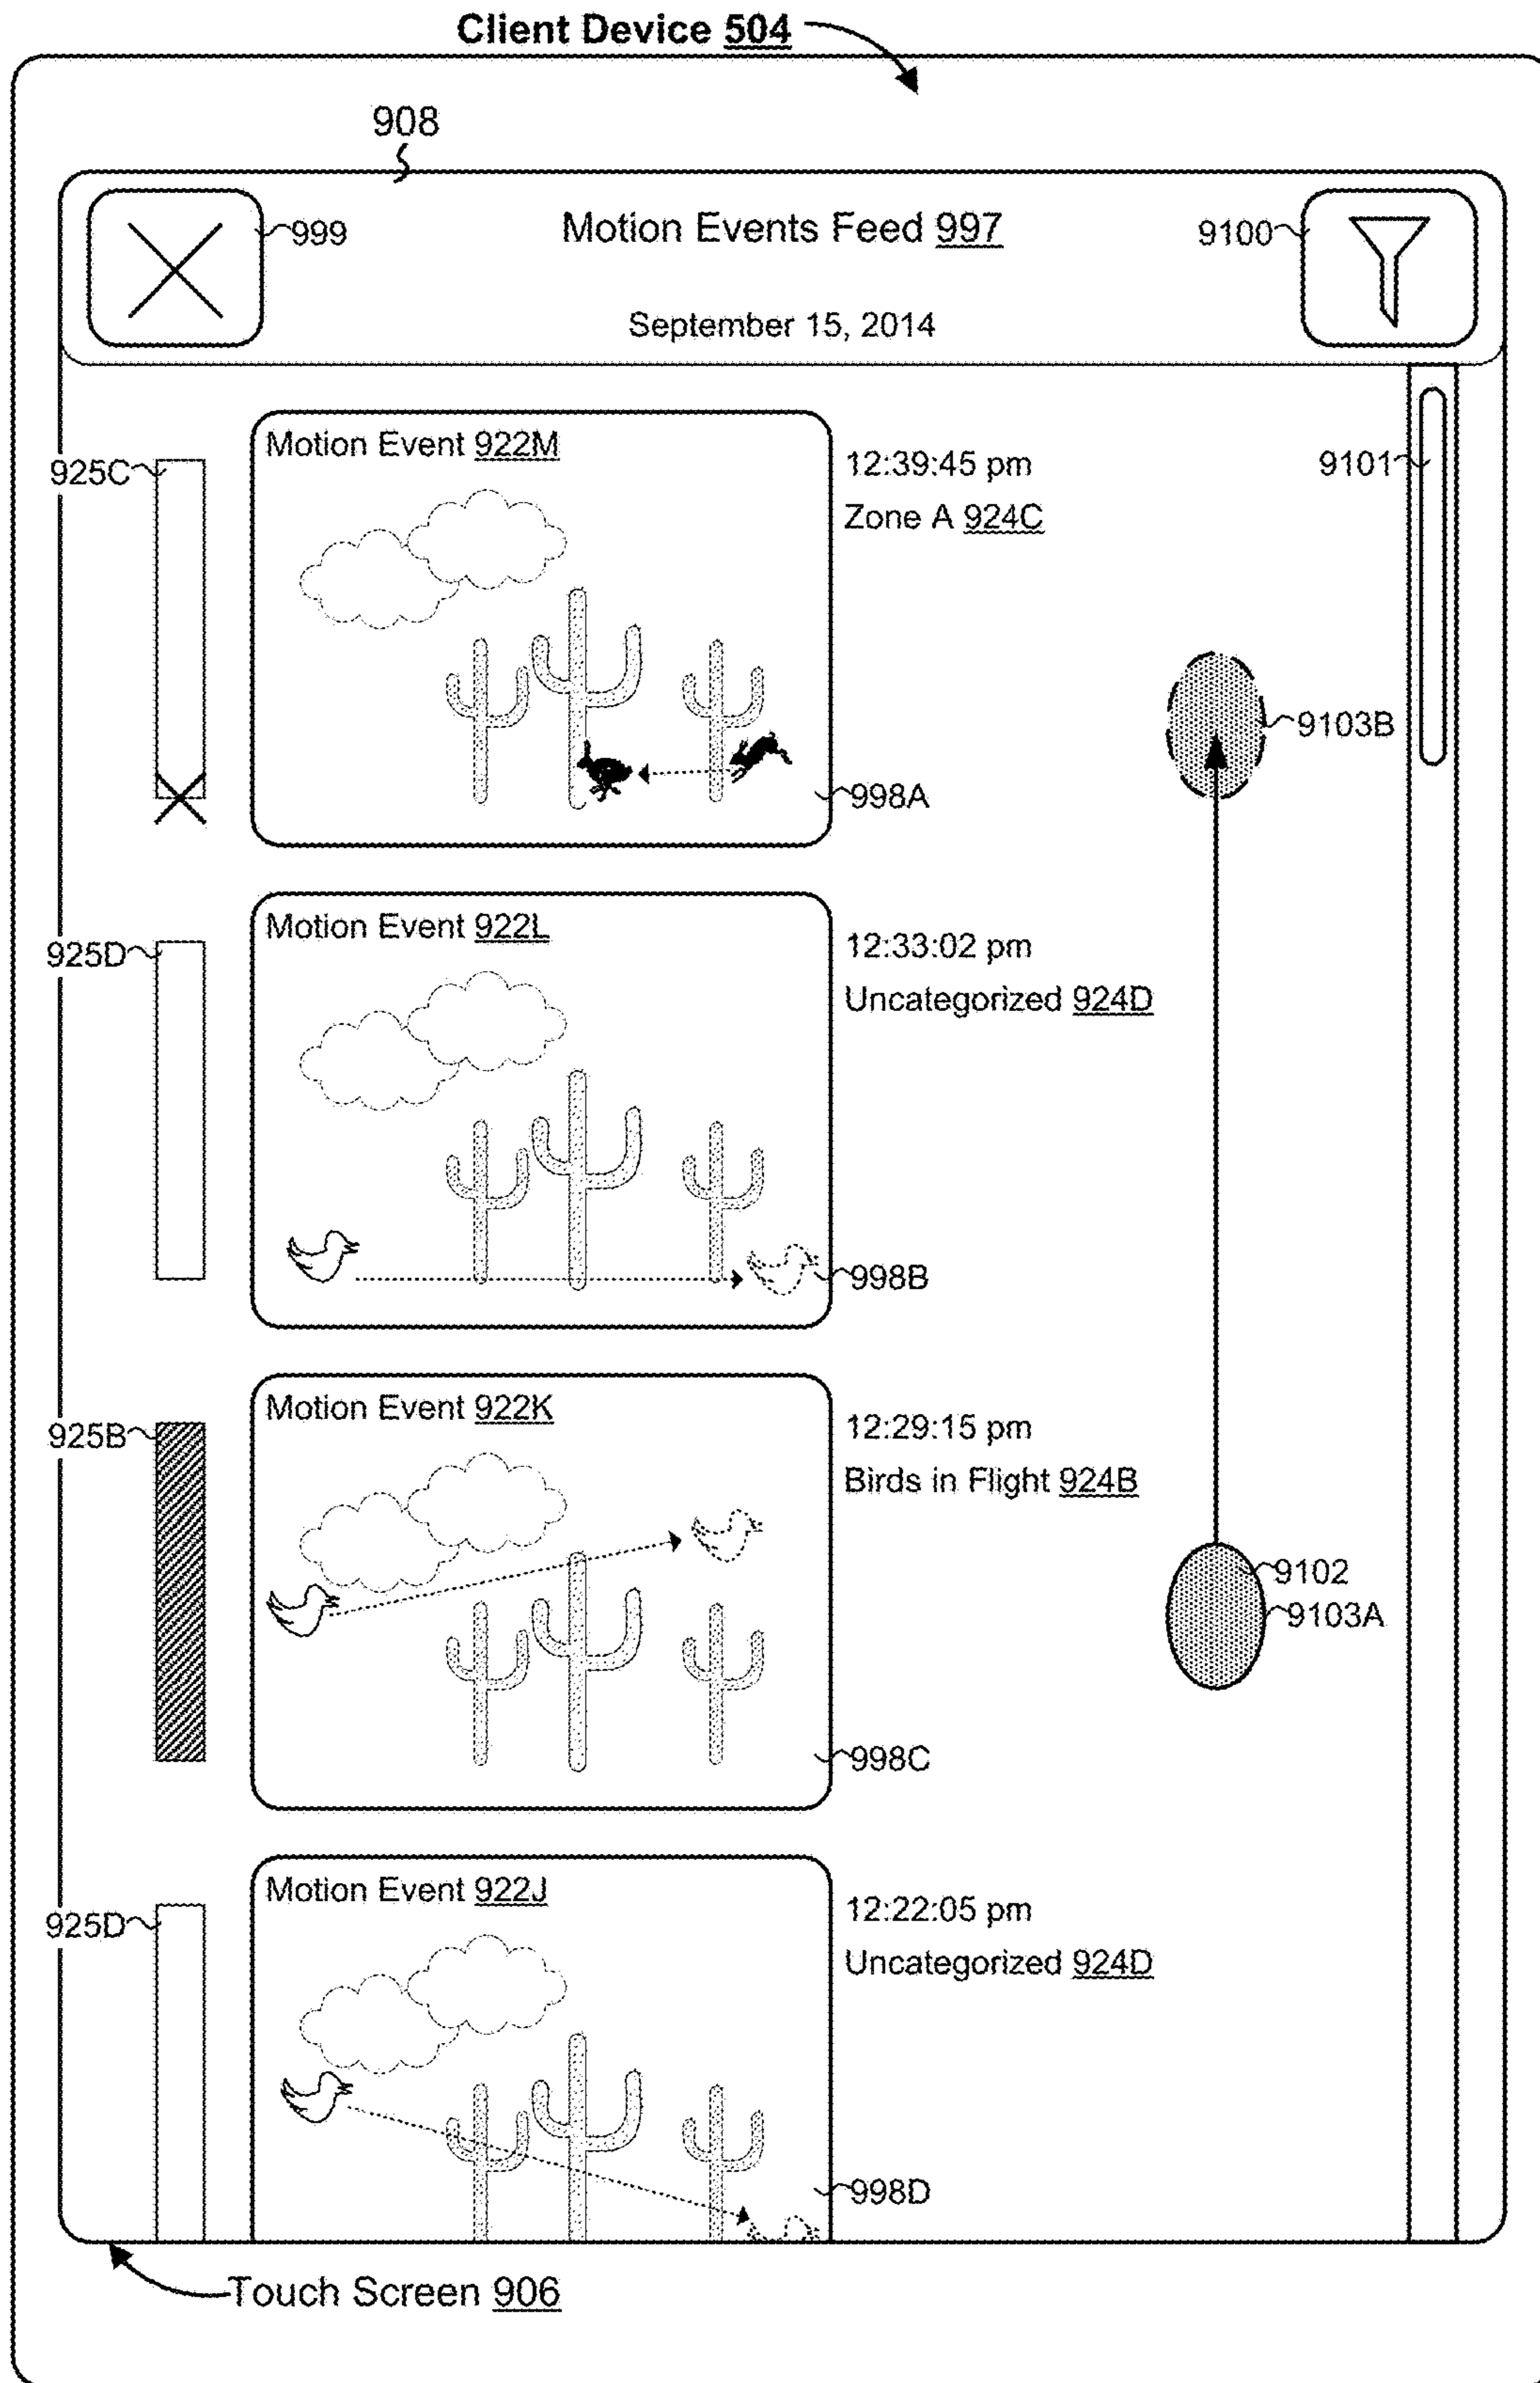 Client Device 504
908
999
Motion Events Feed 997
9100
September 15, 2014
925C
Motion Event 922M
12:39:45 pm
Zone A 924C
9101
9103B
998A
925D
Motion Event 922L
12:33:02 pm
Uncategorized 924D
998B
925B
Motion Event 922K
12:29:15 pm
Birds in Flight 924B
9102
9103A
998C
925D
Motion Event 922J
12:22:05 pm
Uncategorized 924D
998D
Touch Screen 906